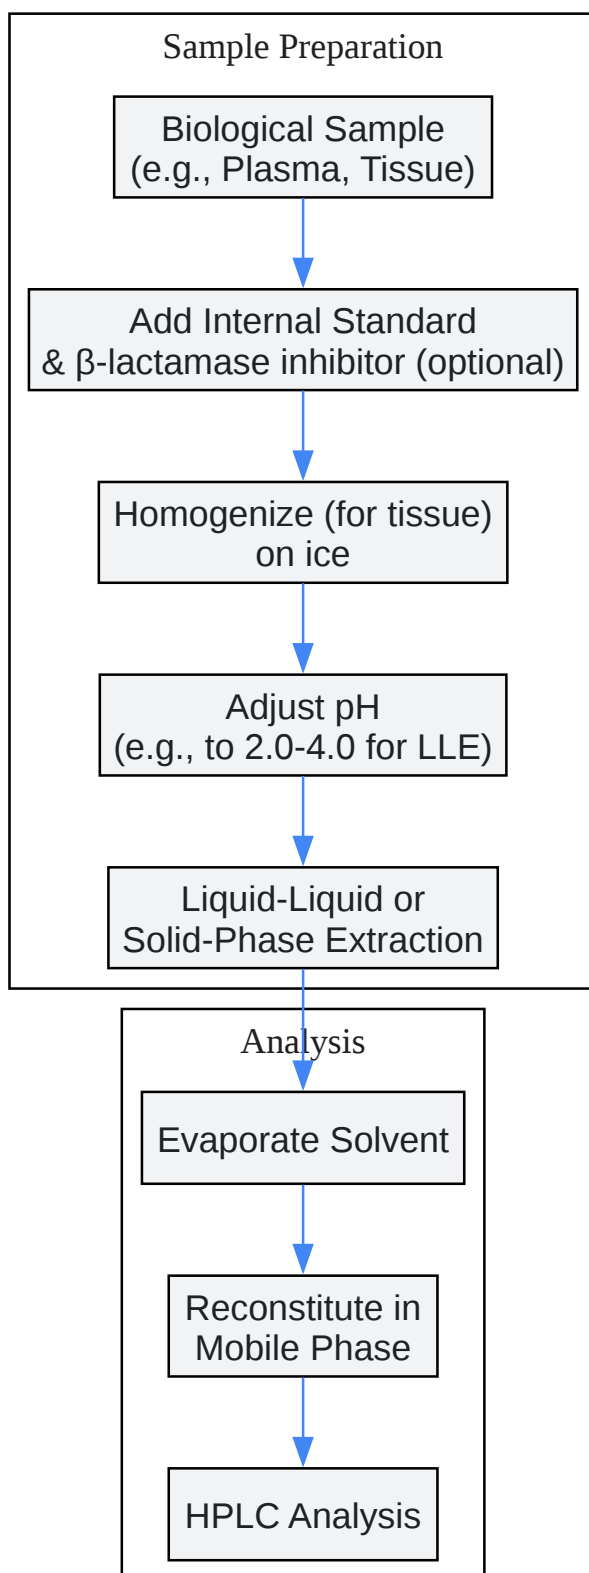 Sample Preparation
Biological Sample
(e.g., Plasma, Tissue)
Add Internal Standard
& β-lactamase inhibitor (optional)
Homogenize (for tissue)
on ice
Adjust pH
(e.g., to 2.0-4.0 for LLE)
Liquid-Liquid or
Solid-Phase Extraction
Analysis
Evaporate Solvent
Reconstitute in
Mobile Phase
HPLC Analysis